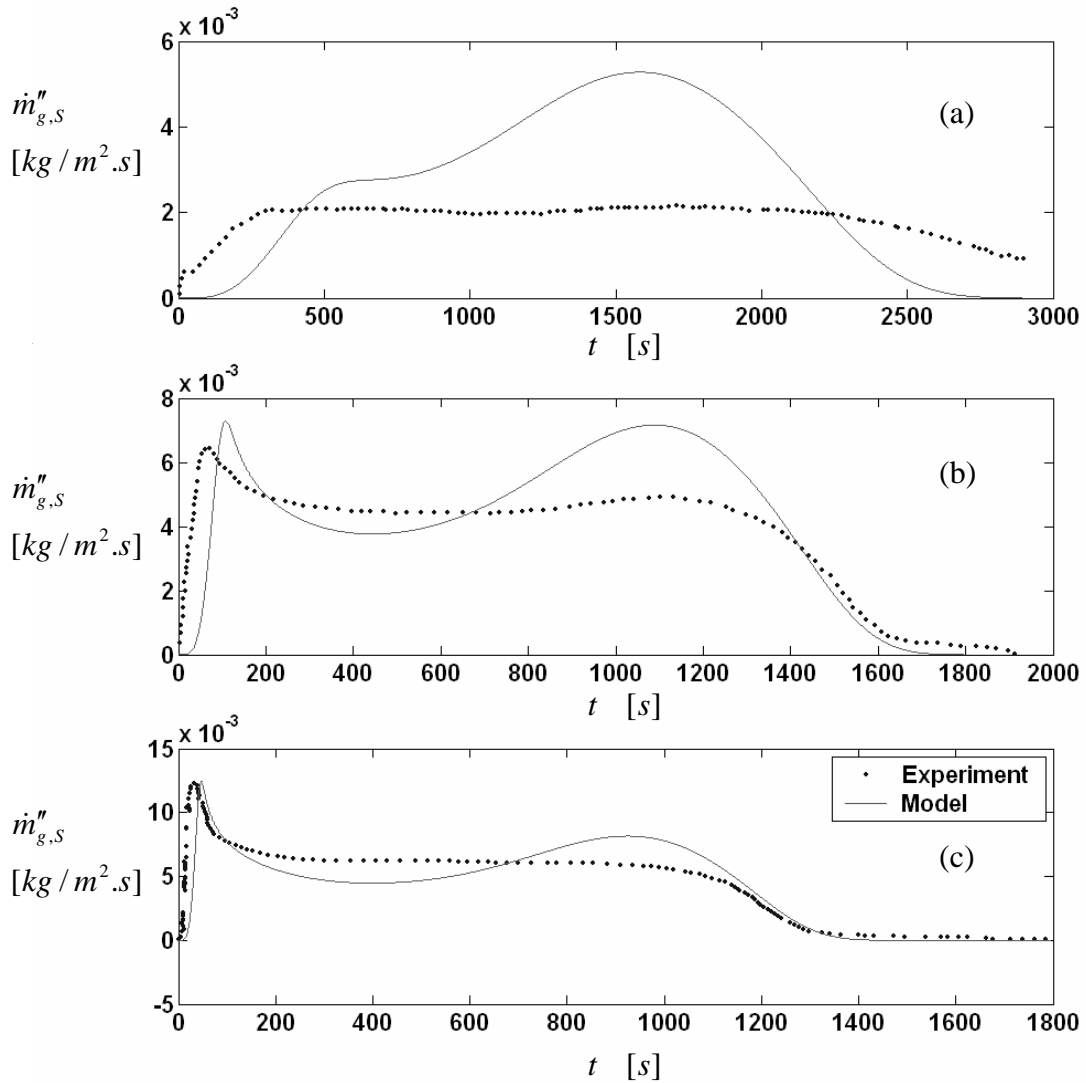 x 10⁻³
6
4
2
0
ṁ″g,S
[kg / m².s]
(a)
0 500 1000 1500 2000 2500 3000
t [s]
x 10⁻³
8
6
4
2
0
ṁ″g,S
[kg / m².s]
(b)
0 200 400 600 800 1000 1200 1400 1600 1800 2000
t [s]
x 10⁻³
15
10
5
0
-5
ṁ″g,S
[kg / m².s]
Experiment
Model
(c)
0 200 400 600 800 1000 1200 1400 1600 1800
t [s]